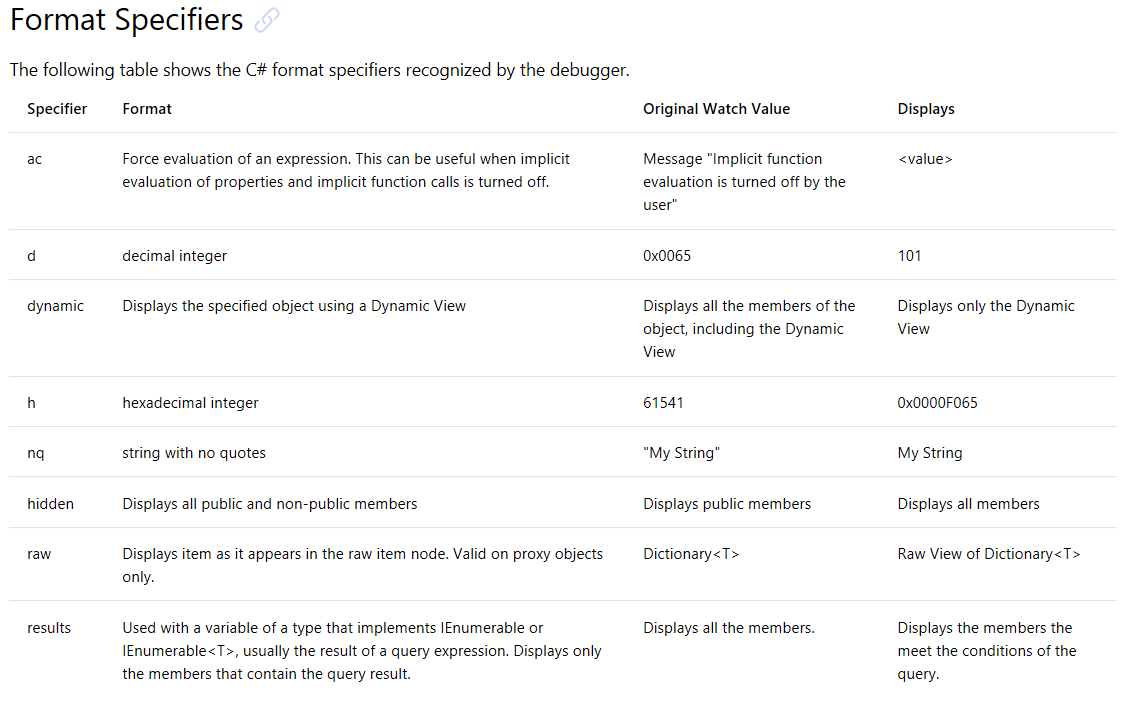 Format Specifiers
The following table shows the C# format specifiers recognized by the debugger.
Specifier Format Original Watch Value Displays
ac Force evaluation of an expression. This can be useful when implicit Message "Implicit function <value>
evaluation of properties and implicit function calls is turned off. evaluation is turned off by the
user"
d decimal integer 0x0065 101
dynamic Displays the specified object using a Dynamic View Displays all the members of the Displays only the Dynamic
object, including the Dynamic View
View
h hexadecimal integer 61541 0x0000F065
nq string with no quotes "My String" My String
hidden Displays all public and non-public members Displays public members Displays all members
raw Displays item as it appears in the raw item node. Valid on proxy objects Dictionary<T> Raw View of Dictionary<T>
only.
results Used with a variable of a type that implements IEnumerable or Displays all the members. Displays the members the
IEnumerable<T>, usually the result of a query expression. Displays only meet the conditions of the
the members that contain the query result. query.